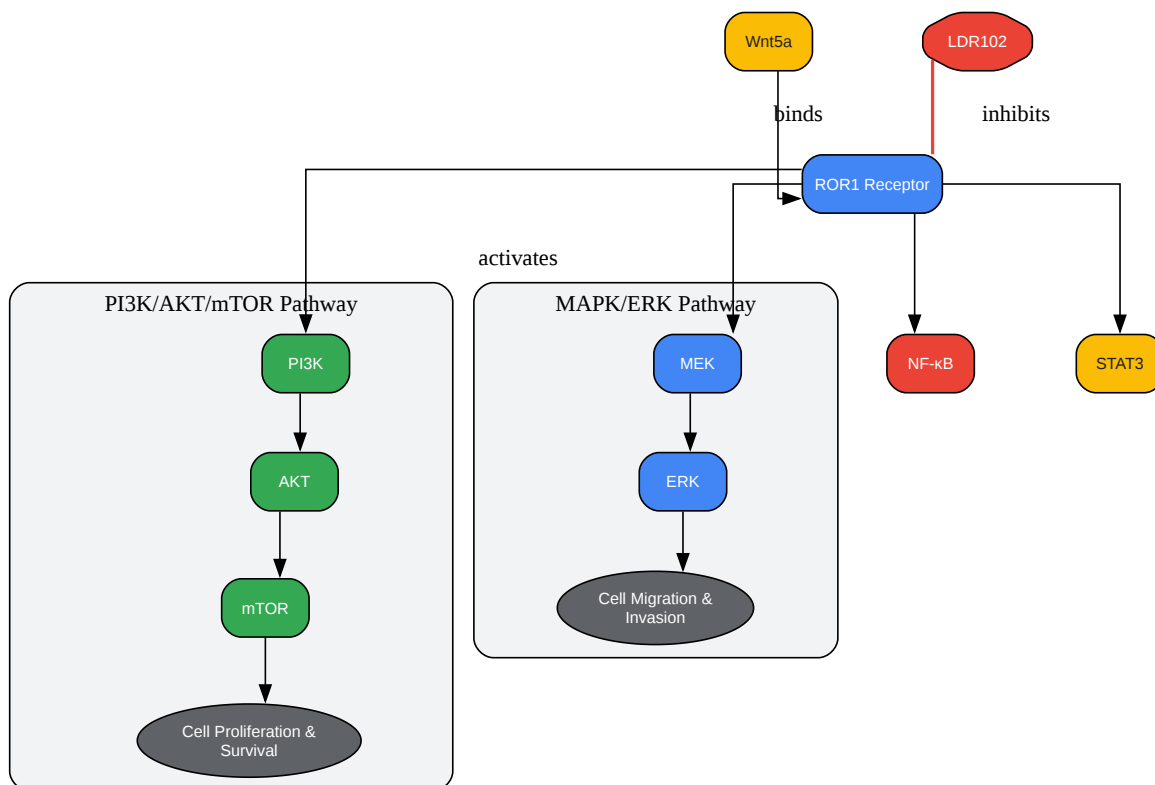 Wnt5a
LDR102
binds
inhibits
ROR1 Receptor
activates
PI3K/AKT/mTOR Pathway
MAPK/ERK Pathway
PI3K
MEK
NF-κB
STAT3
AKT
ERK
mTOR
Cell Migration &
Invasion
Cell Proliferation &
Survival